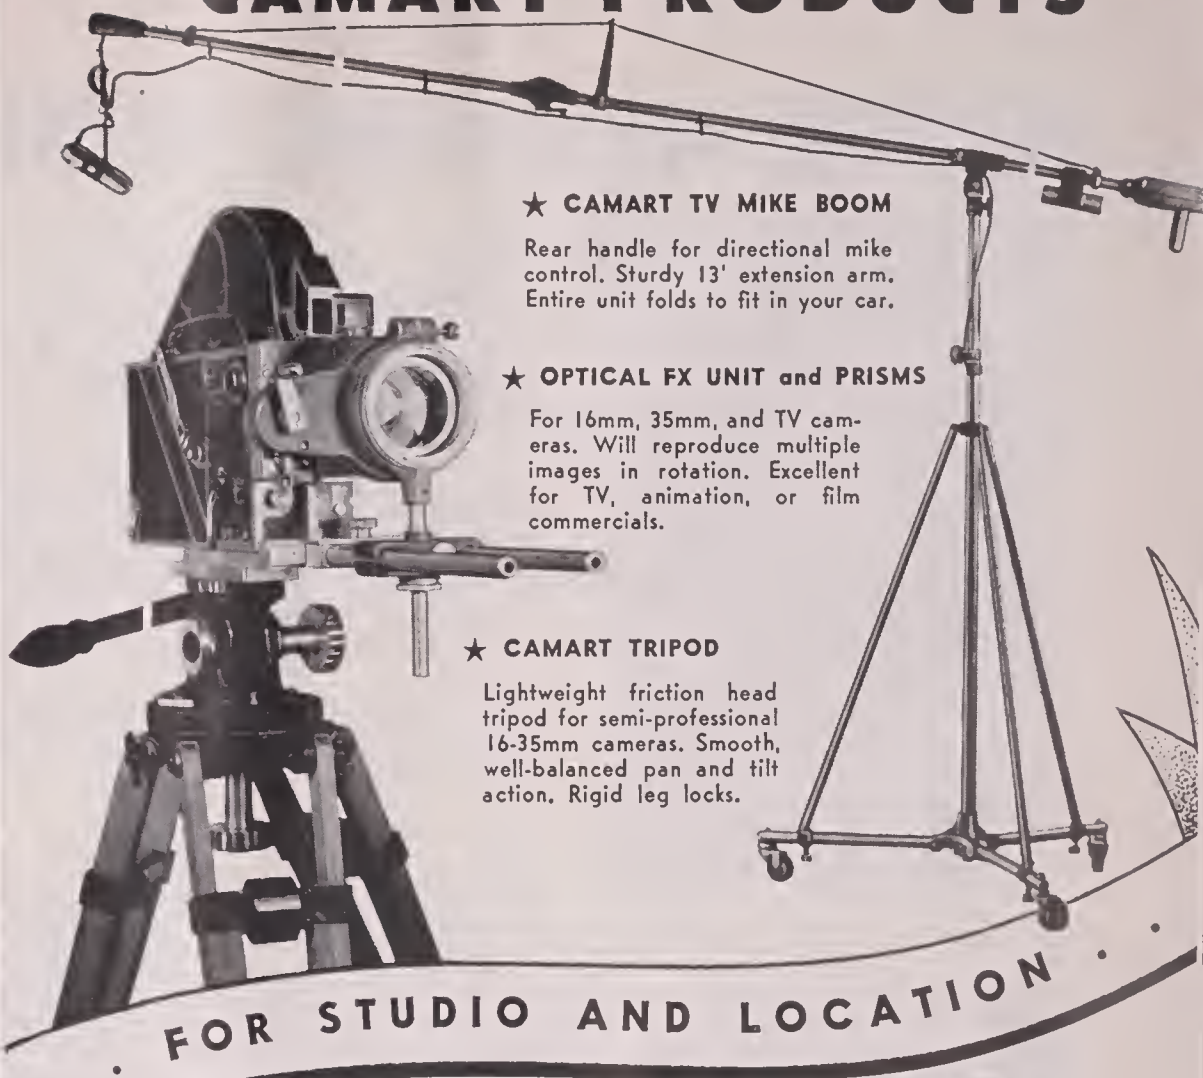 CAMART PRODUCTS
★ CAMART TV MIKE BOOM
Rear handle for directional mike
control. Sturdy 13' extension arm.
Entire unit folds to fit in your car.
★ OPTICAL FX UNIT and PRISMS
For 16mm, 35mm, and TV cam-
eras. Will reproduce multiple
images in rotation. Excellent
for TV, animation, or film
commercials.
★ CAMART TRIPOD
Lightweight friction head
tripod for semi-professional
16-35mm cameras. Smooth,
well-balanced pan and tilt
action. Rigid leg locks.
. FOR STUDIO AND LOCATION . .